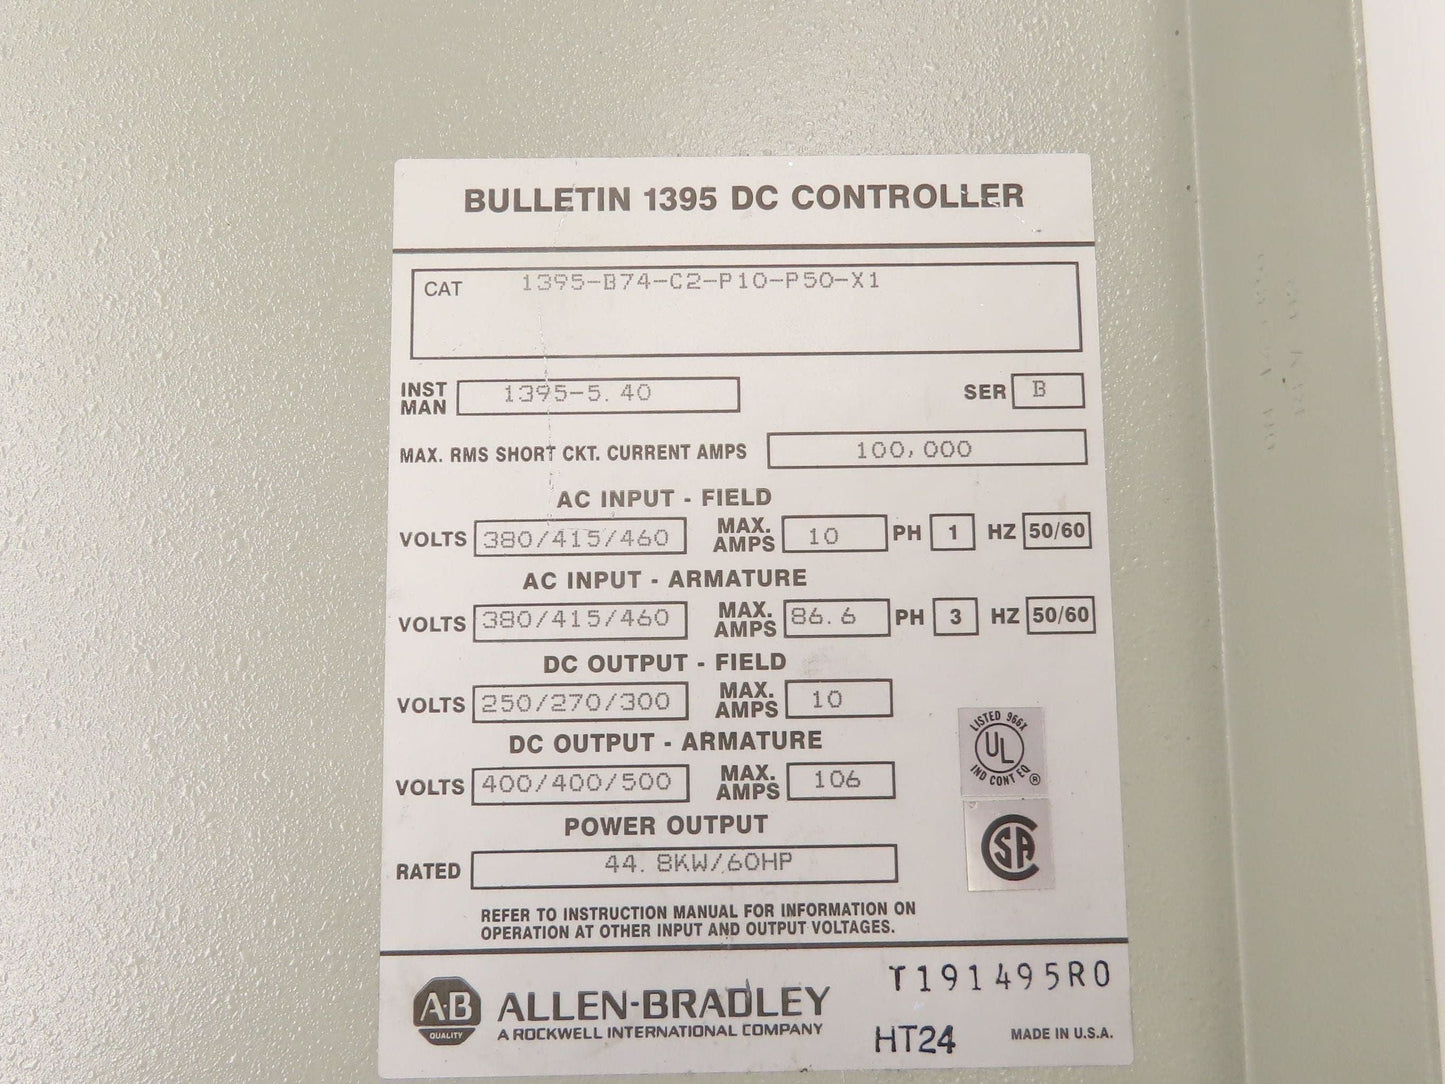 BULLETIN 1395 DC CONTROLLER
CAT 1395-B74-C2-P10-P50-X1
INST MAN 1395-5.40 SER B
MAX. RMS SHORT CKT. CURRENT AMPS 100,000
AC INPUT - FIELD
VOLTS 380/415/460 MAX. AMPS 10 PH 1 HZ 50/60
AC INPUT - ARMATURE
VOLTS 380/415/460 MAX. AMPS 86.6 PH 3 HZ 50/60
DC OUTPUT - FIELD
VOLTS 250/270/300 MAX. AMPS 10
DC OUTPUT - ARMATURE
VOLTS 400/400/500 MAX. AMPS 106
LISTED 966X
UL
IND CONT EQ ®
SA
POWER OUTPUT
RATED 44.8KW/60HP
REFER TO INSTRUCTION MANUAL FOR INFORMATION ON
OPERATION AT OTHER INPUT AND OUTPUT VOLTAGES.
A-B
QUALITY
ALLEN-BRADLEY
A ROCKWELL INTERNATIONAL COMPANY
T191495R0
HT24 MADE IN U.S.A.